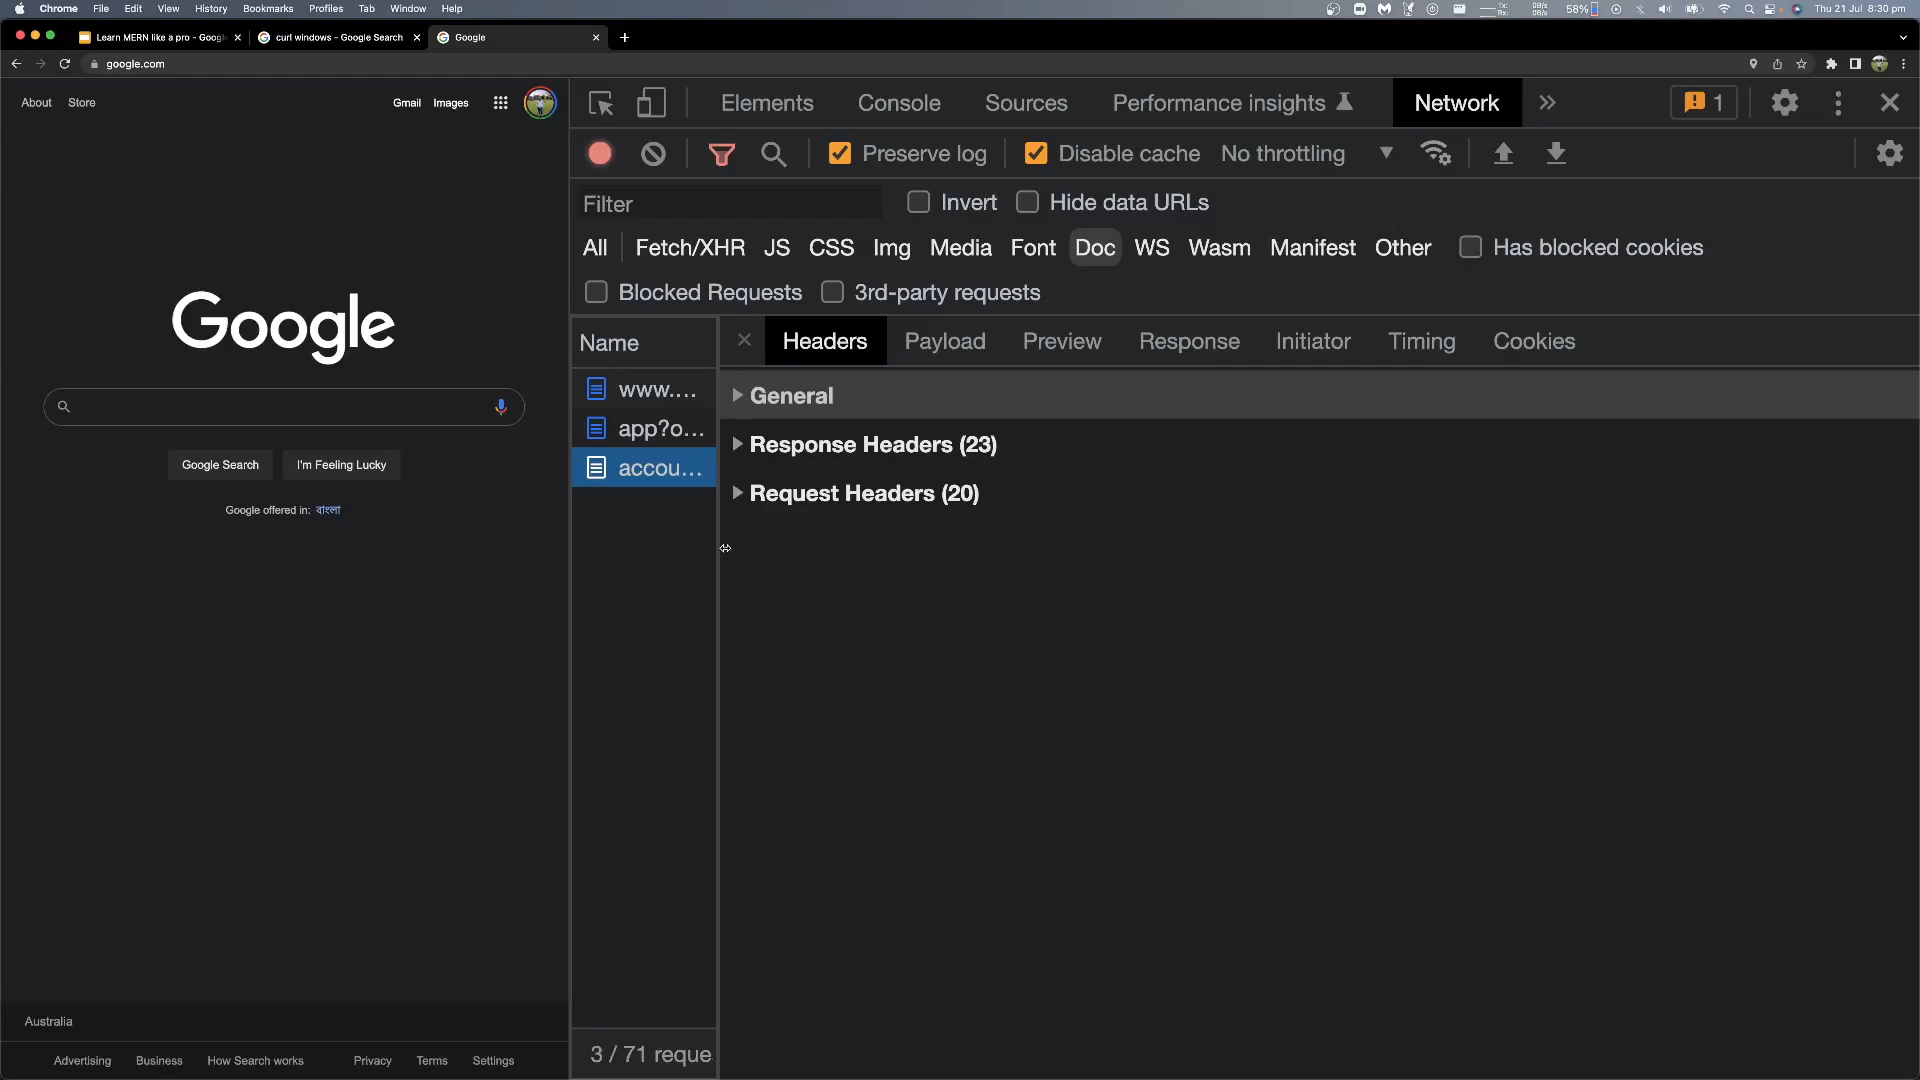 Chrome File Edit View History Bookmarks Profiles Tab Window Help
Tx: Rx: 0B/s 0B/s 58% Thu 21 Jul 8:30 pm
Learn MERN like a pro - Googl
curl windows - Google Search
Google
google.com
About Store Gmail Images
Google
Google Search I'm Feeling Lucky
Google offered in: বাংলা
Australia
Advertising Business How Search works Privacy Terms Settings
Elements Console Sources Performance insights Network 1
Preserve log Disable cache No throttling
Filter Invert Hide data URLs
All Fetch/XHR JS CSS Img Media Font Doc WS Wasm Manifest Other Has blocked cookies
Blocked Requests 3rd-party requests
Name
www....
app?o...
accou...
3 / 71 reque
Headers Payload Preview Response Initiator Timing Cookies
General
Response Headers (23)
Request Headers (20)